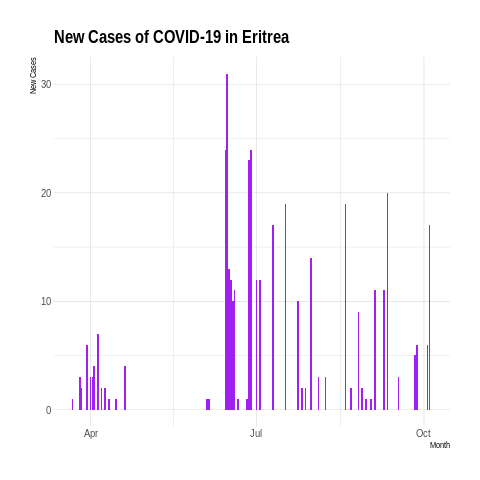 New Cases of COVID-19 in Eritrea
New Cases
30
20
10
0
Apr
Jul
Oct
Month